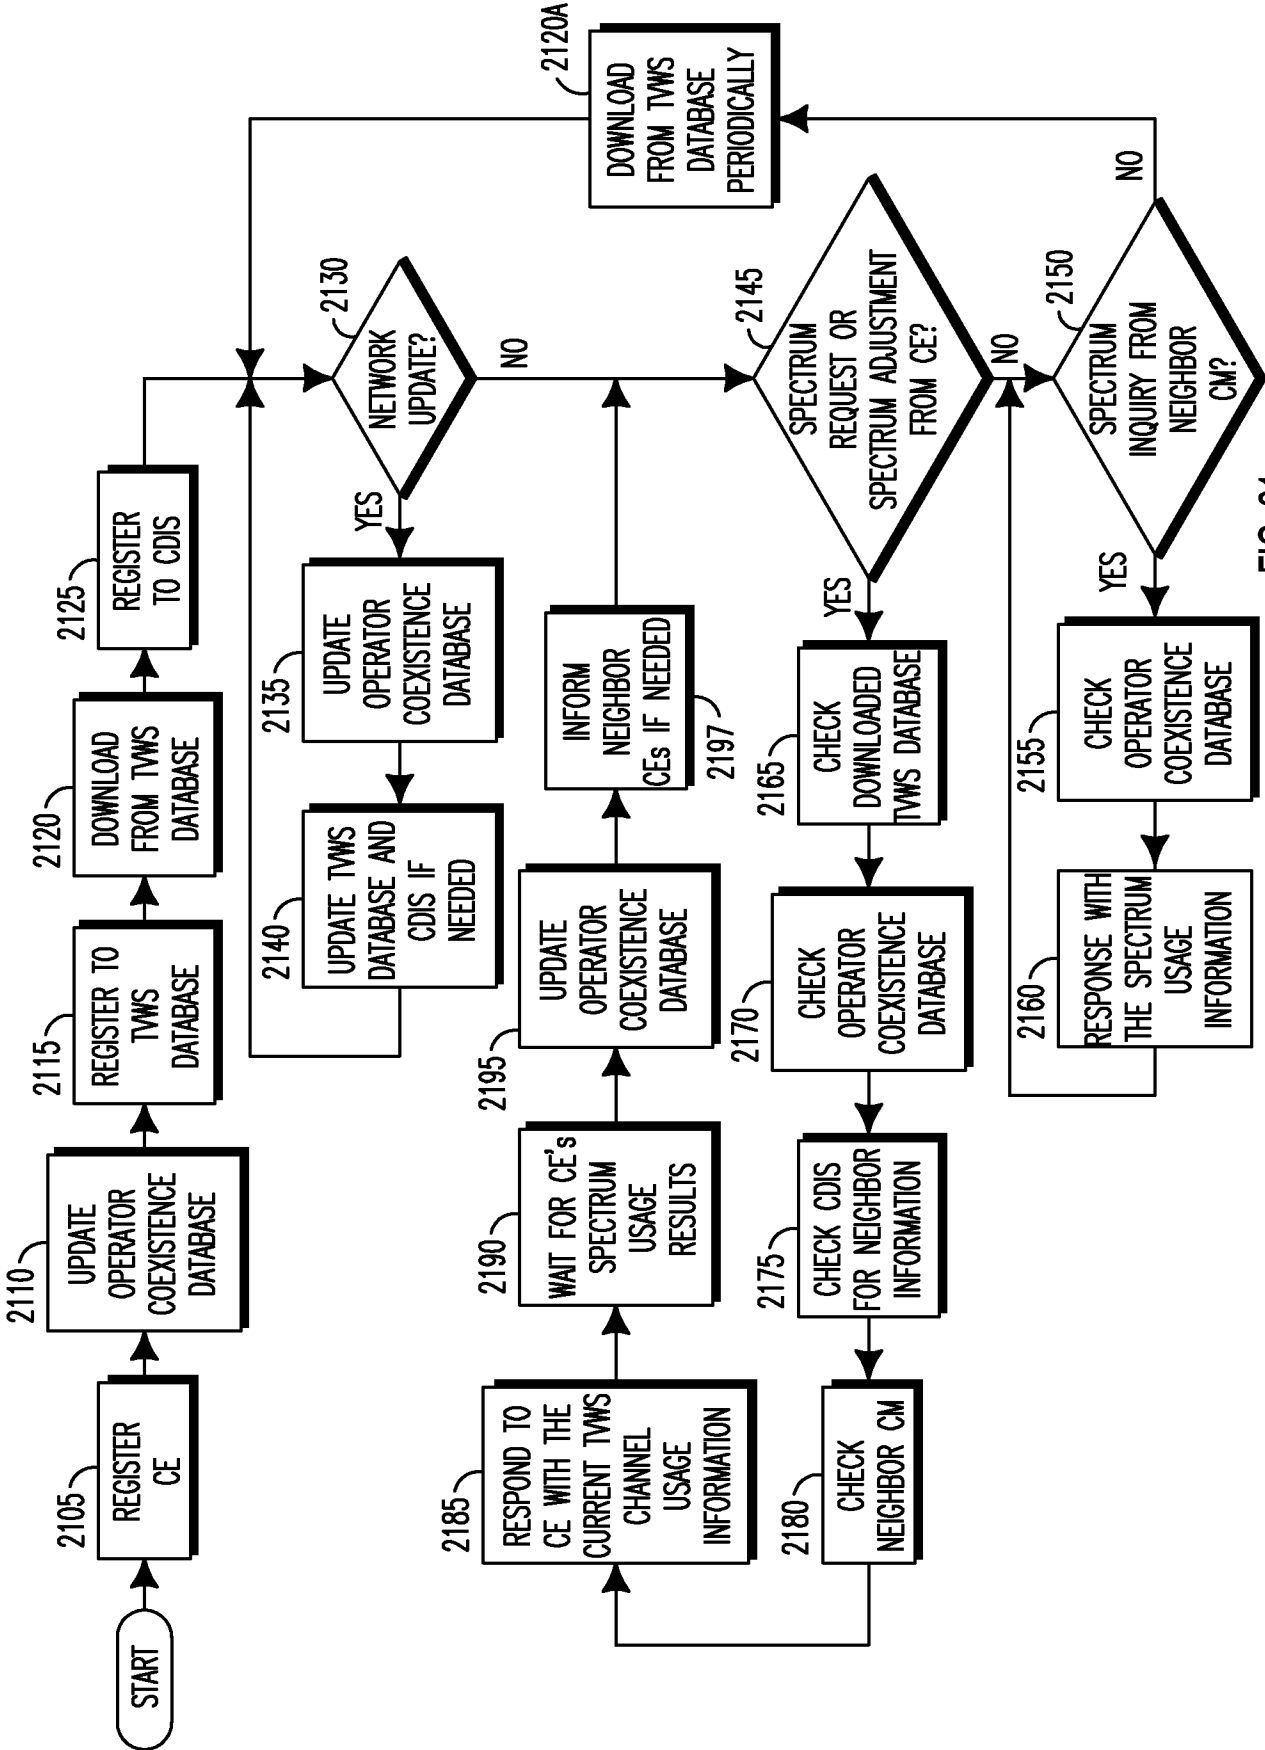 START
2105
REGISTER
CE
2110
UPDATE
OPERATOR
COEXISTENCE
DATABASE
2115
REGISTER TO
TVWS
DATABASE
2120
DOWNLOAD
FROM TVWS
DATABASE
2125
REGISTER
TO CDIS
2130
NETWORK
UPDATE?
YES
NO
2135
UPDATE
OPERATOR
COEXISTENCE
DATABASE
2140
UPDATE TVWS
DATABASE AND
CDIS IF
NEEDED
2120A
DOWNLOAD
FROM TVWS
DATABASE
PERIODICALLY
2185
RESPOND TO
CE WITH THE
CURRENT TVWS
CHANNEL
USAGE
INFORMATION
2190
WAIT FOR CE's
SPECTRUM
USAGE
RESULTS
2195
UPDATE
OPERATOR
COEXISTENCE
DATABASE
INFORM
NEIGHBOR
CEs IF NEEDED
2197
2145
SPECTRUM
REQUEST OR
SPECTRUM ADJUSTMENT
FROM CE?
YES
NO
2165
CHECK
DOWNLOADED
TVWS DATABASE
2170
CHECK
OPERATOR
COEXISTENCE
DATABASE
2175
CHECK CDIS
FOR NEIGHBOR
INFORMATION
2180
CHECK
NEIGHBOR CM
2150
SPECTRUM
INQUIRY FROM
NEIGHBOR
CM?
YES
NO
2155
CHECK
OPERATOR
COEXISTENCE
DATABASE
2160
RESPONSE WITH
THE SPECTRUM
USAGE
INFORMATION